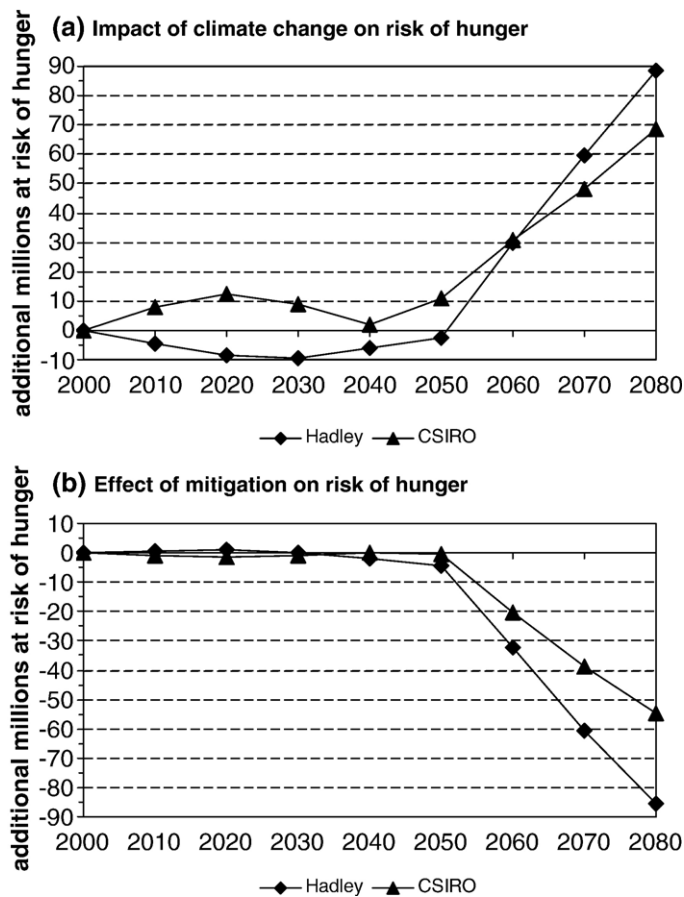 (a) Impact of climate change on risk of hunger
additional millions at risk of hunger
90
80
70
60
50
40
30
20
10
0
-10
2000 2010 2020 2030 2040 2050 2060 2070 2080
Hadley CSIRO
(b) Effect of mitigation on risk of hunger
additional millions at risk of hunger
10
0
-10
-20
-30
-40
-50
-60
-70
-80
-90
2000 2010 2020 2030 2040 2050 2060 2070 2080
Hadley CSIRO